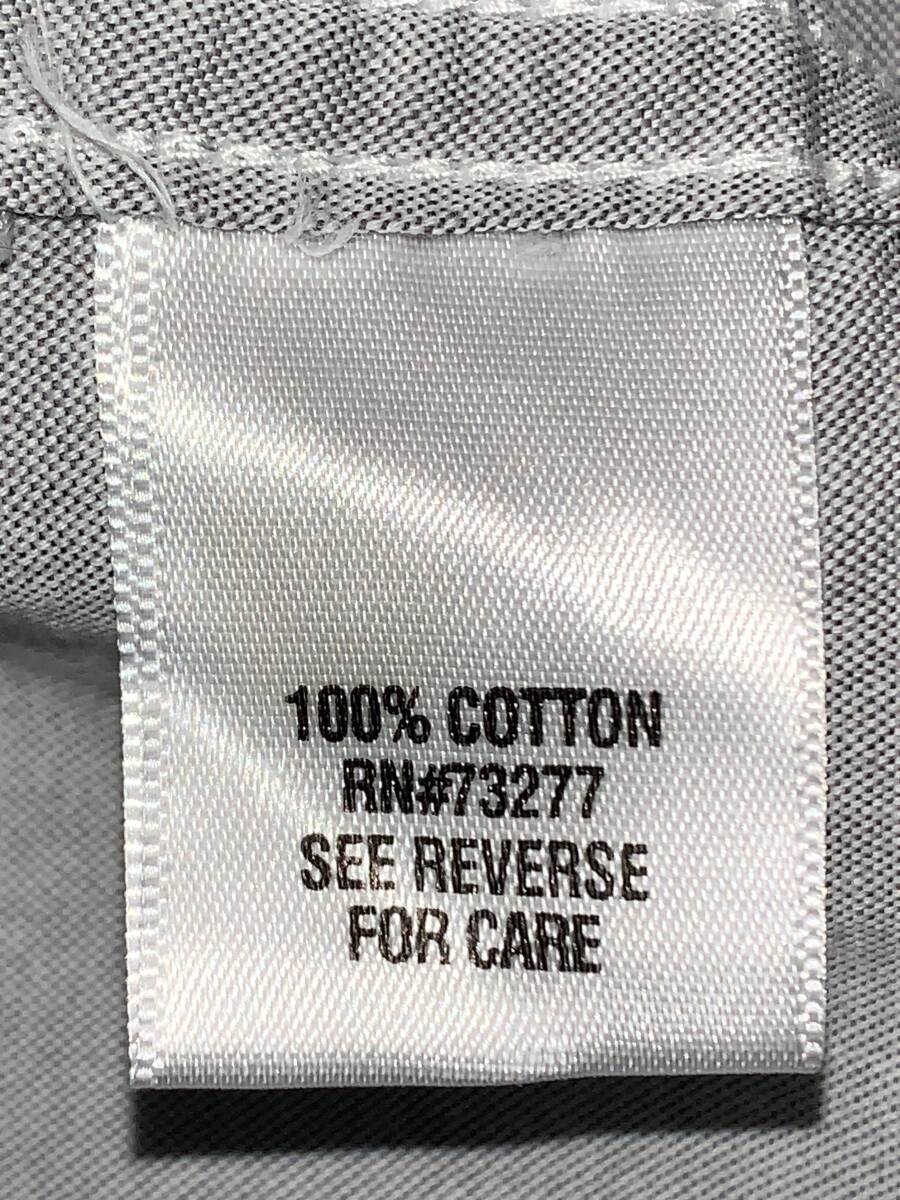 100% COTTON
RN#73277
SEE REVERSE
FOR CARE